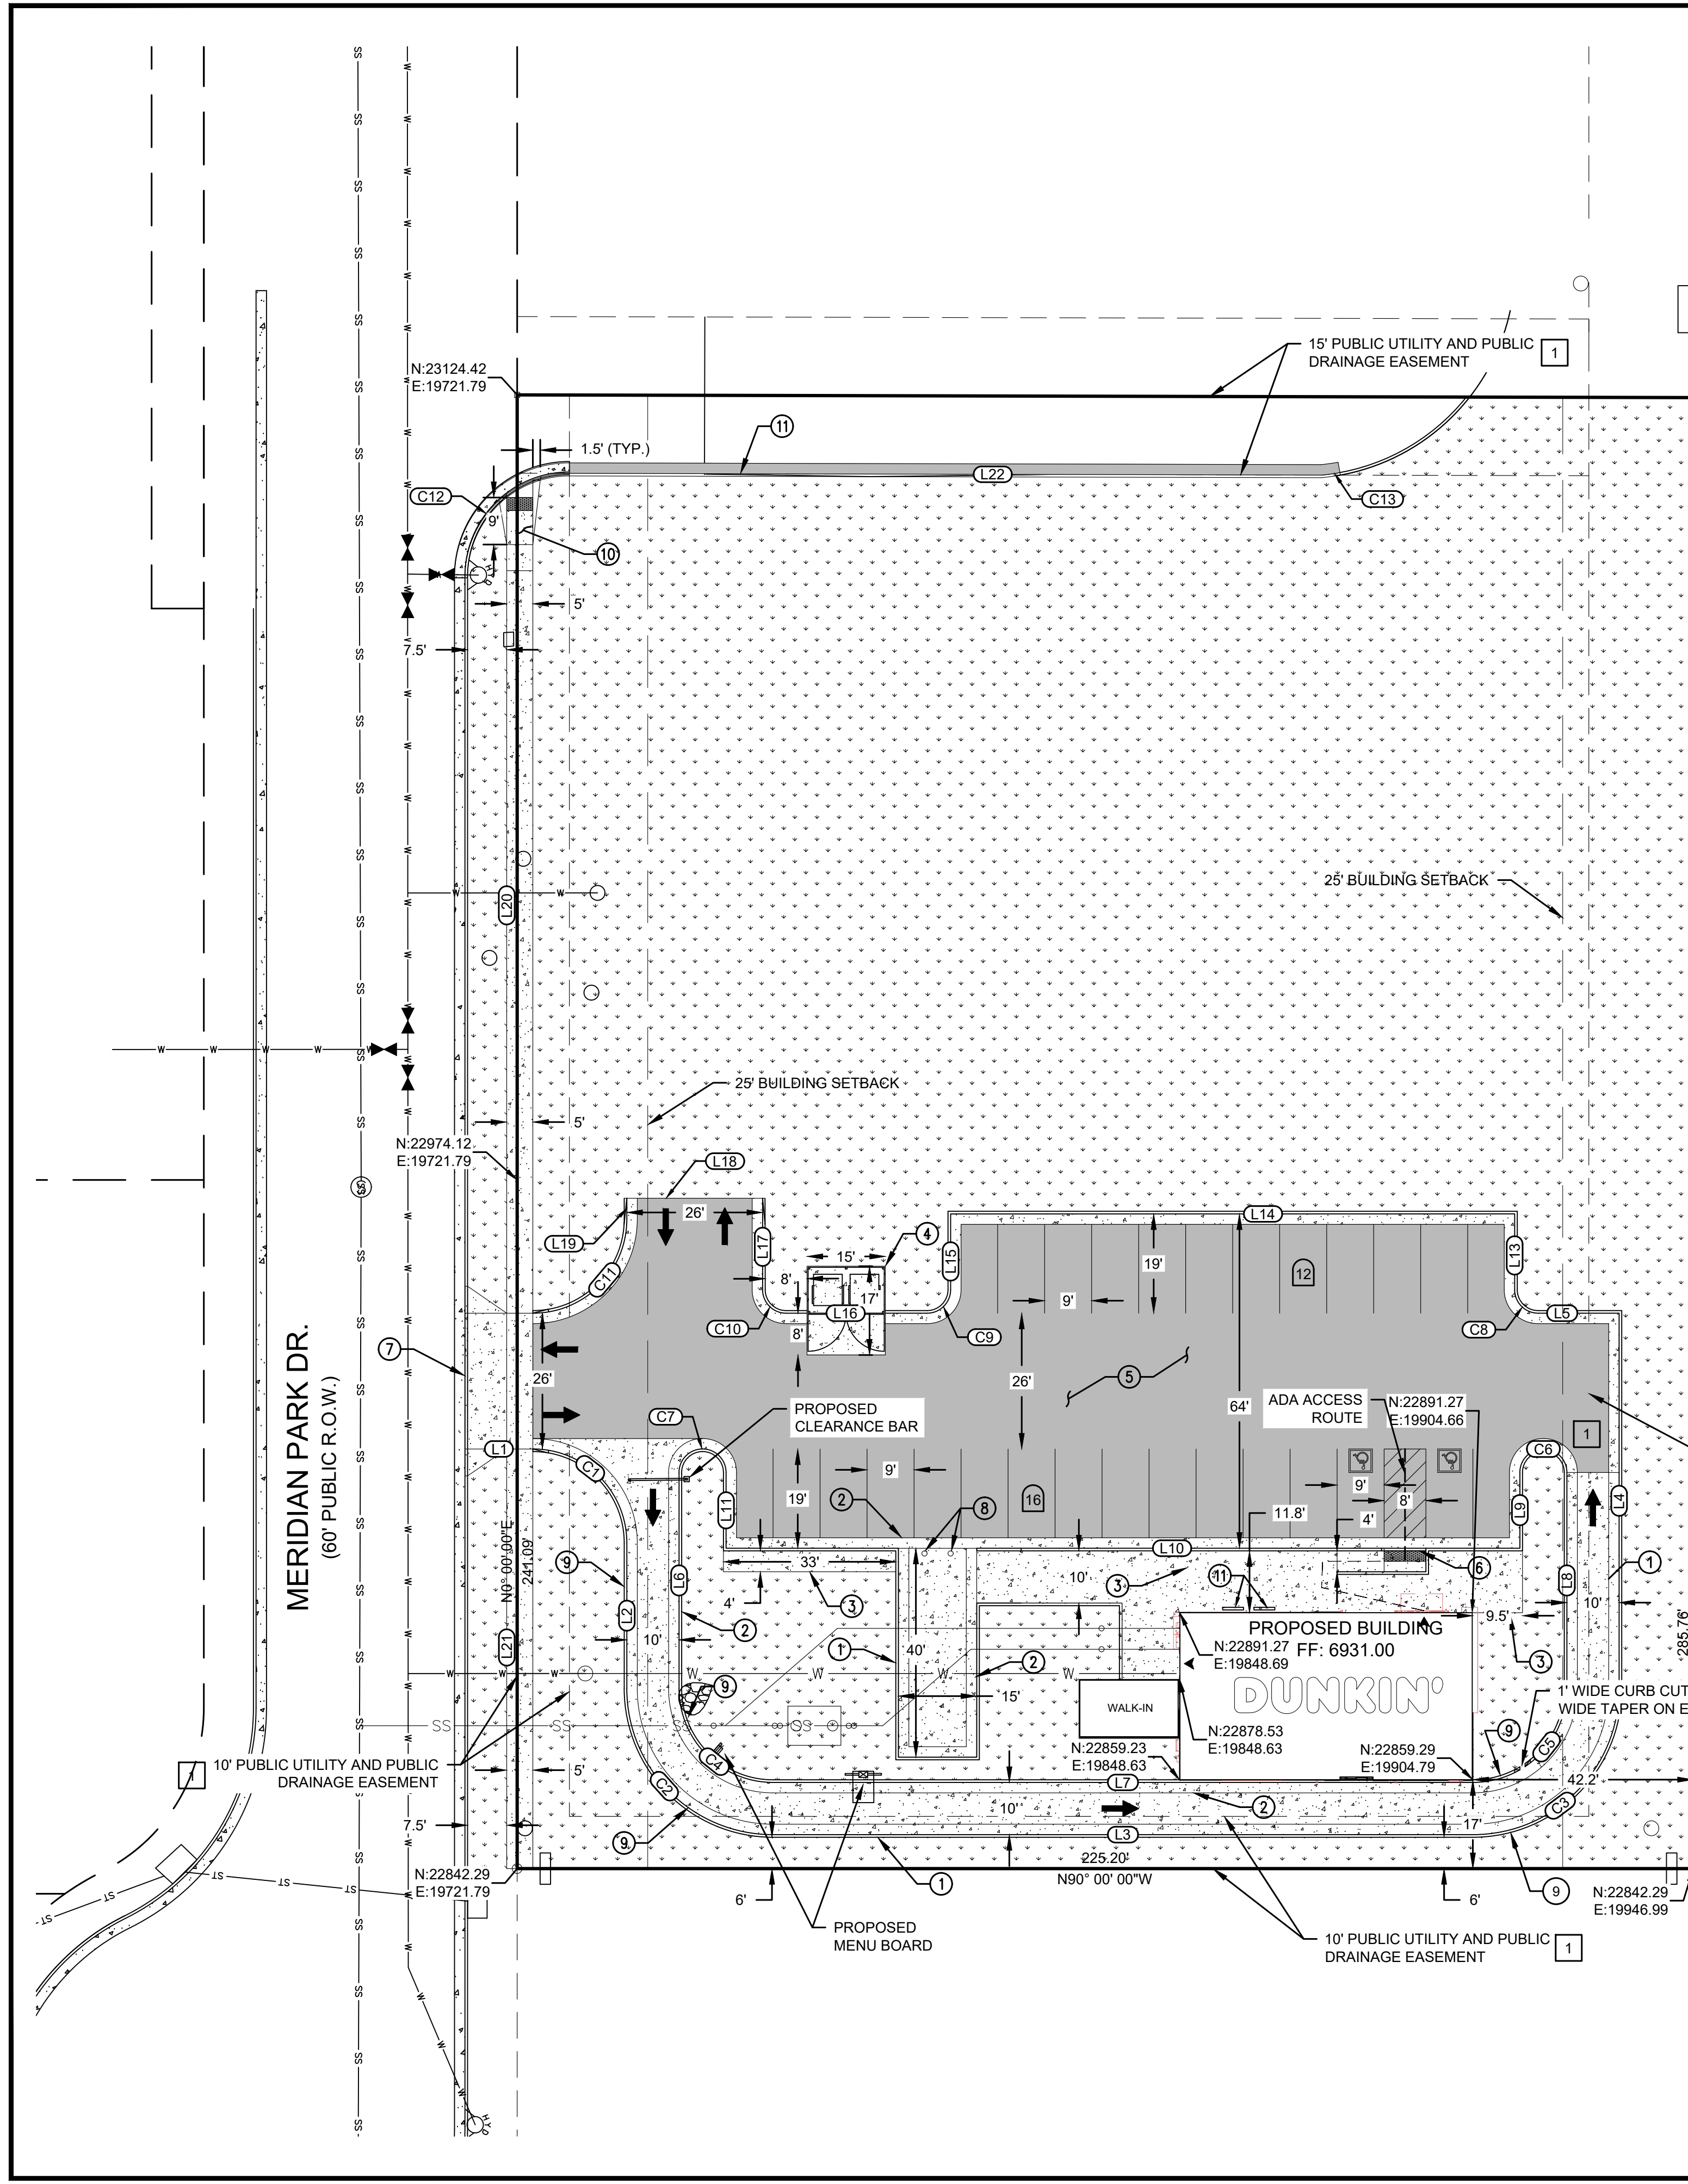 15' PUBLIC UTILITY AND PUBLIC
DRAINAGE EASEMENT
1
N:23124.42
E:19721.79
11
1.5' (TYP.)
L22
C12
C13
9'
10
HYD
5'
7.5'
25' BUILDING SETBACK
L20
25' BUILDING SETBACK
5'
N:22974.12
E:19721.79
L18
26'
L19
L17
C11
15'
4
8'
17'
L16
8'
C10
C9
L15
L14
12
19'
9'
L13
L5
C8
7
26'
26'
5
64'
ADA ACCESS
ROUTE
N:22891.27
E:19904.66
1
MERIDIAN PARK DR.
(60' PUBLIC R.O.W.)
PROPOSED
CLEARANCE BAR
C7
L1
C1
C6
9'
19'
2
8
16
9'
8'
11.8'
4'
L11
L9
L4
N0° 00' 00"E
241.09'
9
33'
L10
10'
3
11
6
1
L6
4'
3
L8
10'
L2
10'
2
9.5'
PROPOSED BUILDING
FF: 6931.00
N:22891.27
E:19848.69
DUNKIN'
3
L21
1
40'
2
15'
WALK-IN
9
285.76'
1' WIDE CURB CUT
WIDE TAPER ON E
N:22878.53
E:19848.63
N:22859.23
E:19848.63
N:22859.29
E:19904.79
9
C5
1
10' PUBLIC UTILITY AND PUBLIC
DRAINAGE EASEMENT
C4
C2
5'
L7
42.2'
10'
2
C3
7.5'
9
L3
17'
225.20'
N90° 00' 00"W
N:22842.29
E:19721.79
6'
1
6'
9
N:22842.29
E:19946.99
PROPOSED
MENU BOARD
10' PUBLIC UTILITY AND PUBLIC
DRAINAGE EASEMENT
1
HYD